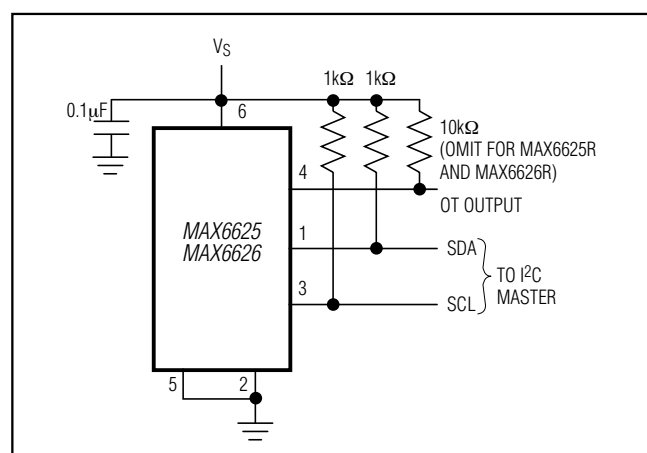 VS
1kΩ 1kΩ
0.1μF
6
10kΩ
(OMIT FOR MAX6625R
AND MAX6626R)
4
OT OUTPUT
MAX6625
MAX6626
1
SDA
TO I²C
MASTER
3
SCL
5
2